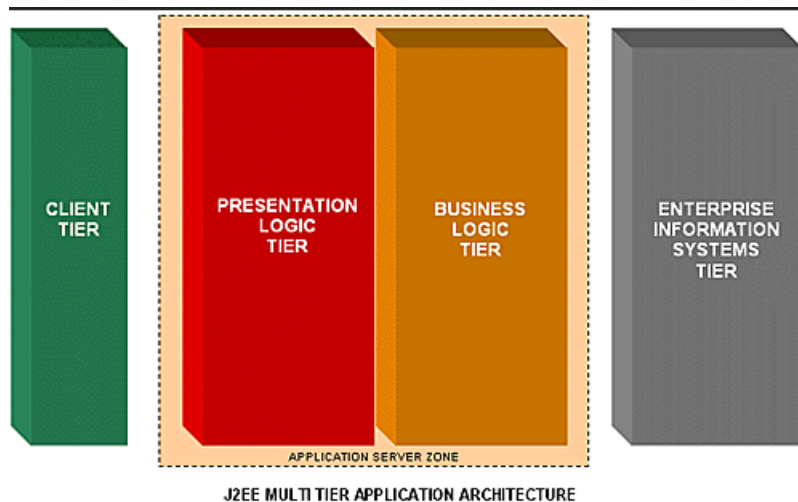 CLIENT
TIER
PRESENTATION
LOGIC
TIER
BUSINESS
LOGIC
TIER
ENTERPRISE
INFORMATION
SYSTEMS
TIER
APPLICATION SERVER ZONE
J2EE MULTI TIER APPLICATION ARCHITECTURE